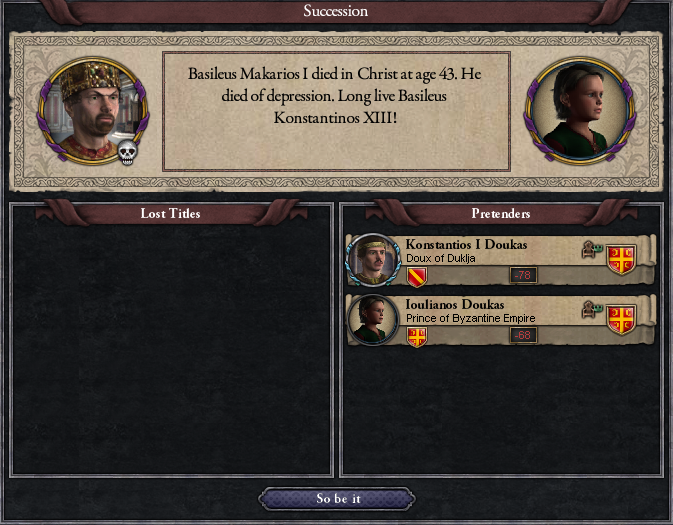 Succession
Basileus Makarios I died in Christ at age 43. He
died of depression. Long live Basileus
Konstantinos XIII!
Lost Titles
Pretenders
Konstantios I Doukas
Doux of Duklja
-78
Ioulianos Doukas
Prince of Byzantine Empire
-68
So be it